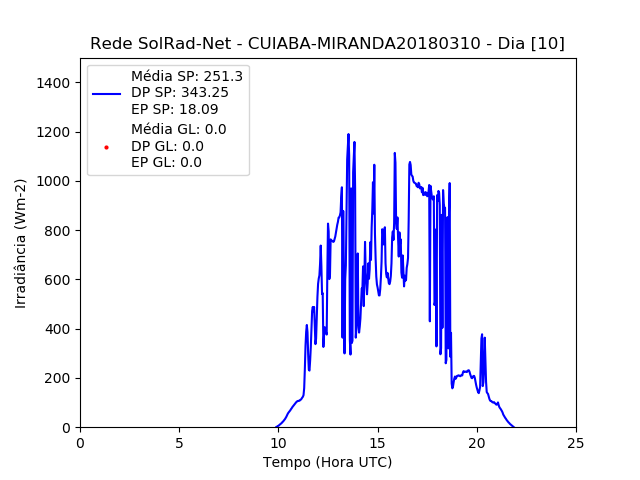 Rede SolRad-Net - CUIABA-MIRANDA20180310 - Dia [10]
Média SP: 251.3
DP SP: 343.25
EP SP: 18.09
Média GL: 0.0
DP GL: 0.0
EP GL: 0.0
Irradiância (Wm-2)
1400
1200
1000
800
600
400
200
0
0 5 10 15 20 25
Tempo (Hora UTC)